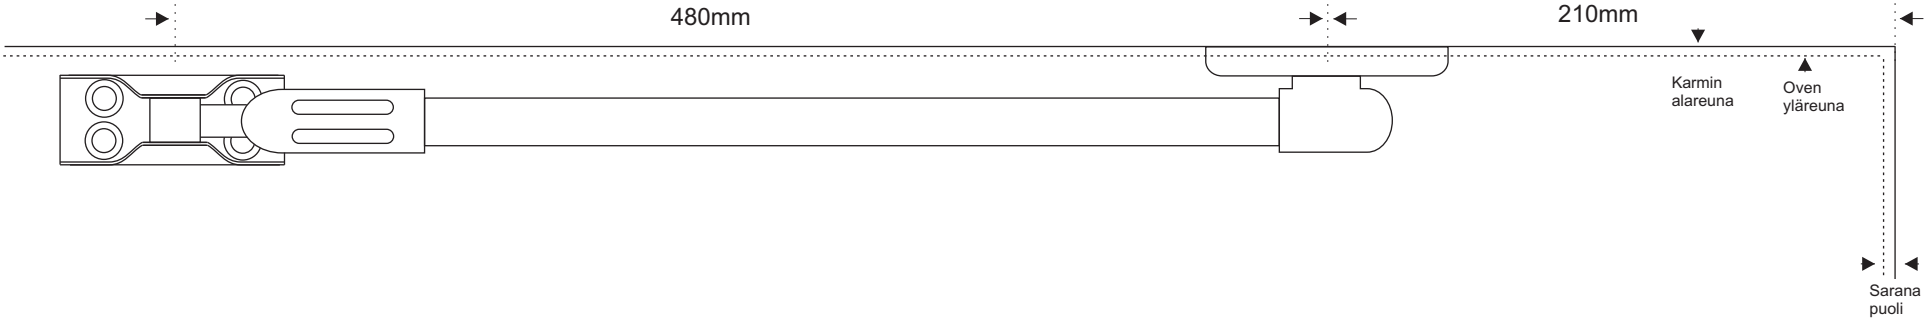 480mm
210mm
Karmin
alareuna
Oven
yläreuna
Sarana
puoli